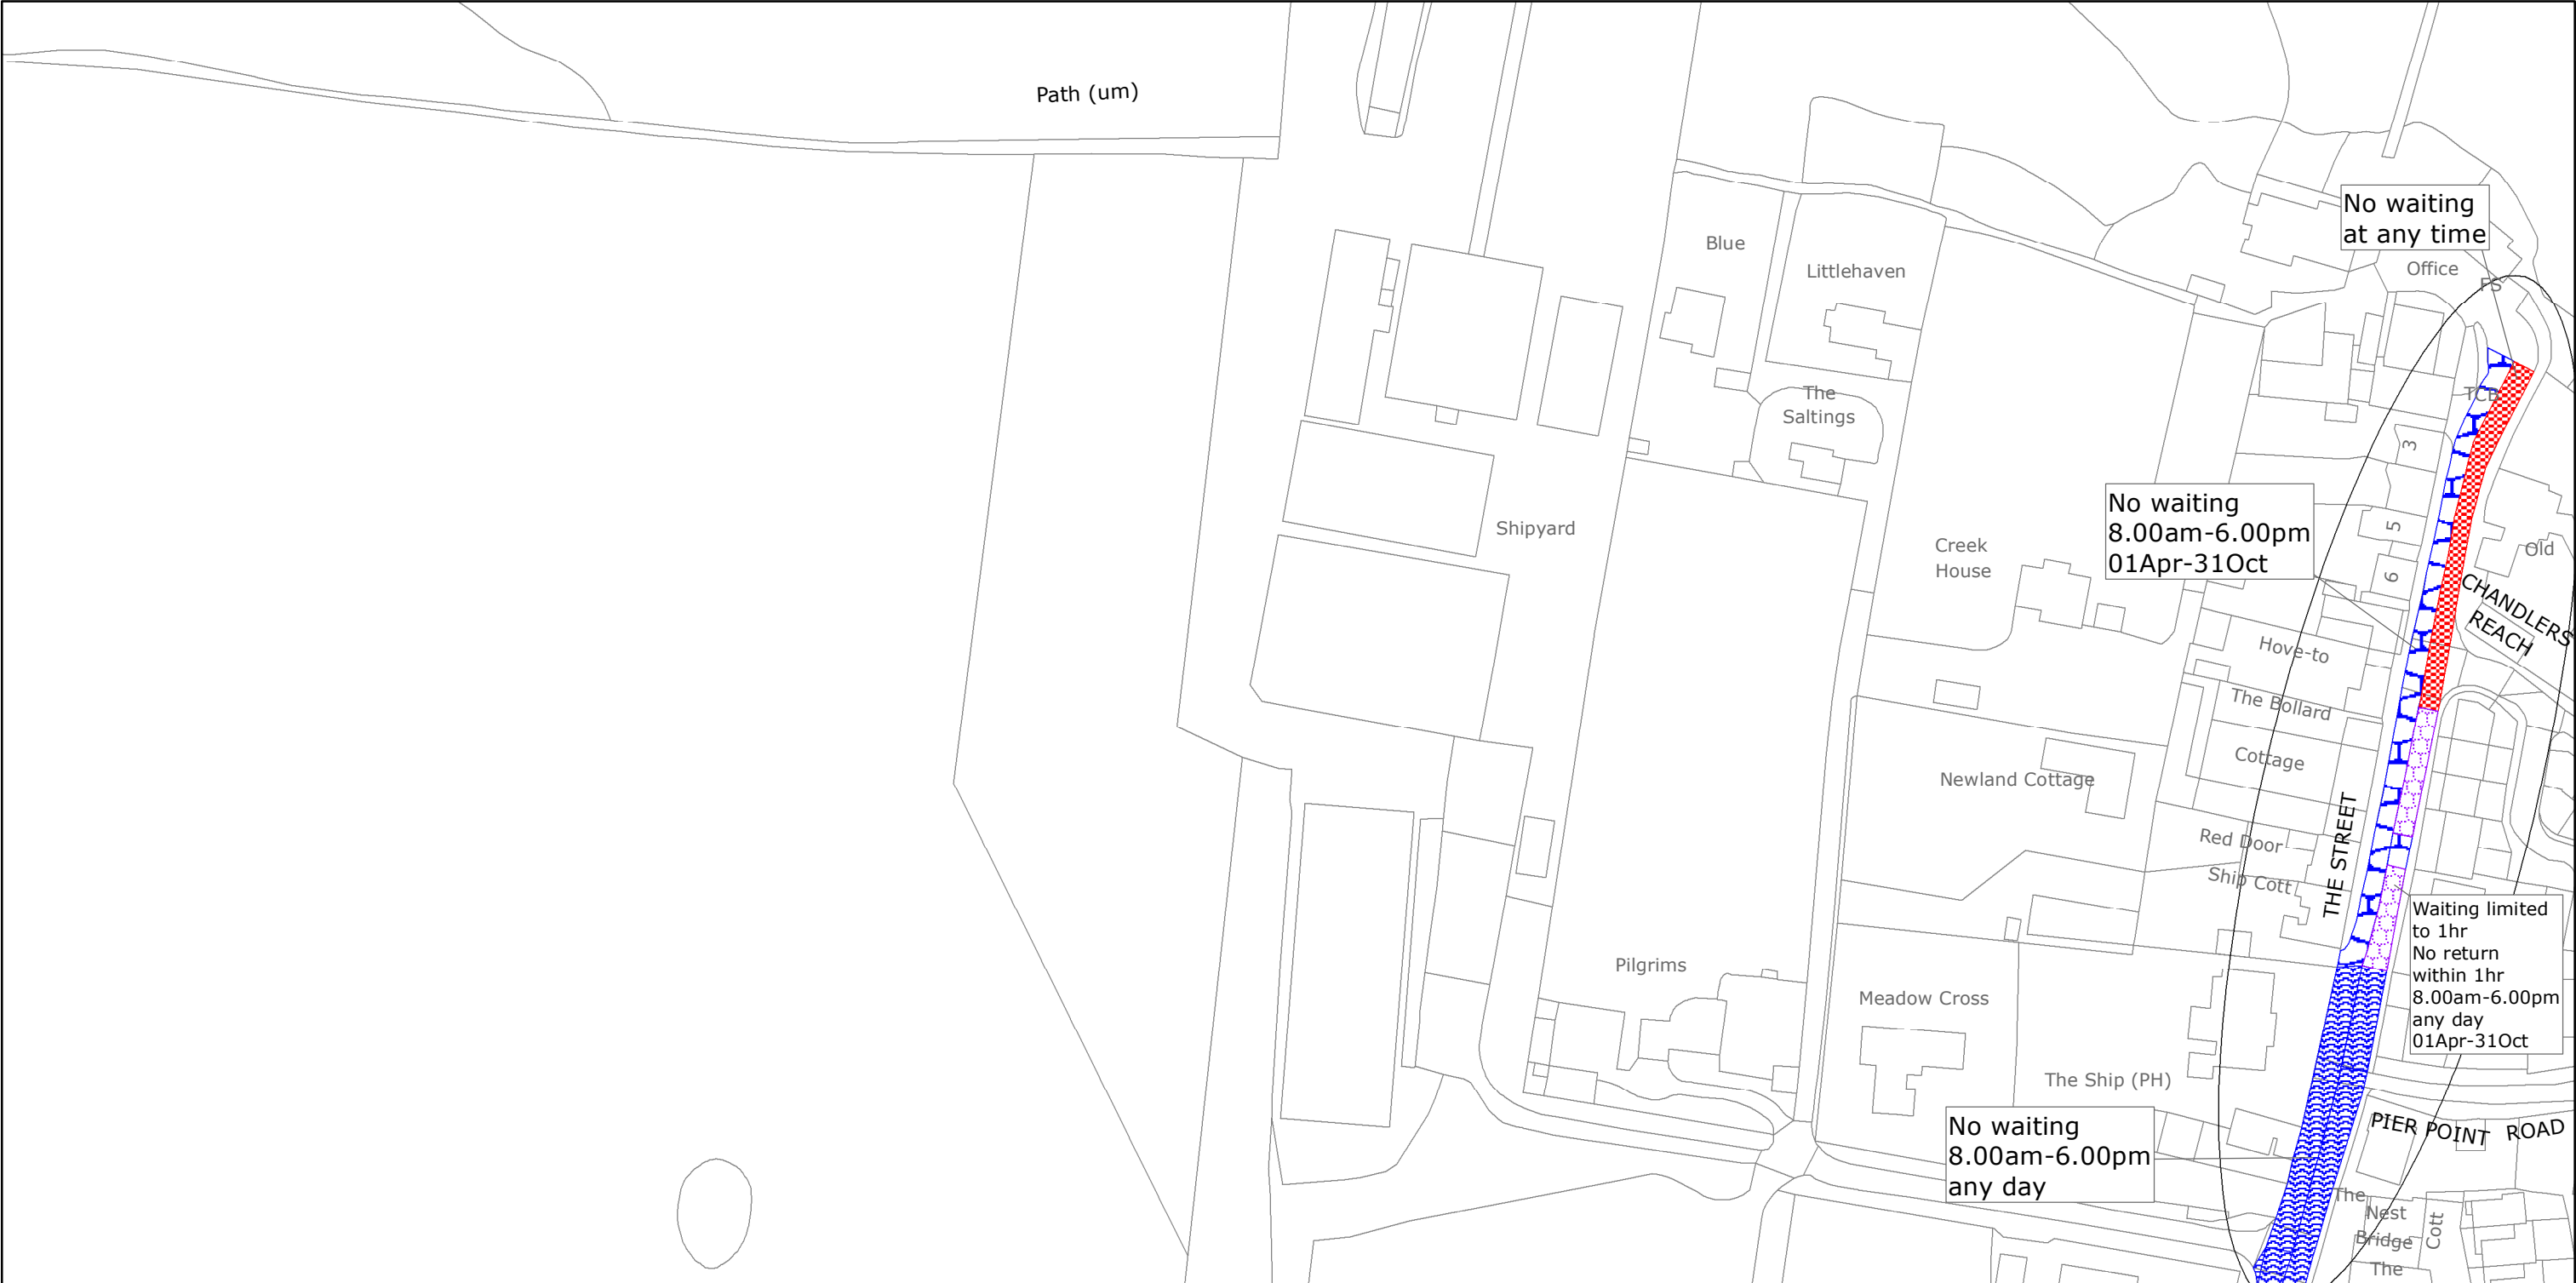 Path (um)
No waiting
at any time
Blue
Office
Littlehaven
FS
The
Saltings
TCB
3
No waiting
8.00am-6.00pm
01Apr-31Oct
Shipyard
5
Old
Creek
House
6
CHANDLERS
REACH
Hove-to
The Bollard
Cottage
Newland Cottage
THE STREET
Red Door
Ship Cott
Waiting limited
to 1hr
No return
within 1hr
8.00am-6.00pm
any day
01Apr-31Oct
Pilgrims
Meadow Cross
The Ship (PH)
No waiting
8.00am-6.00pm
any day
PIER POINT ROAD
The
Nest
Bridge
Cott
The